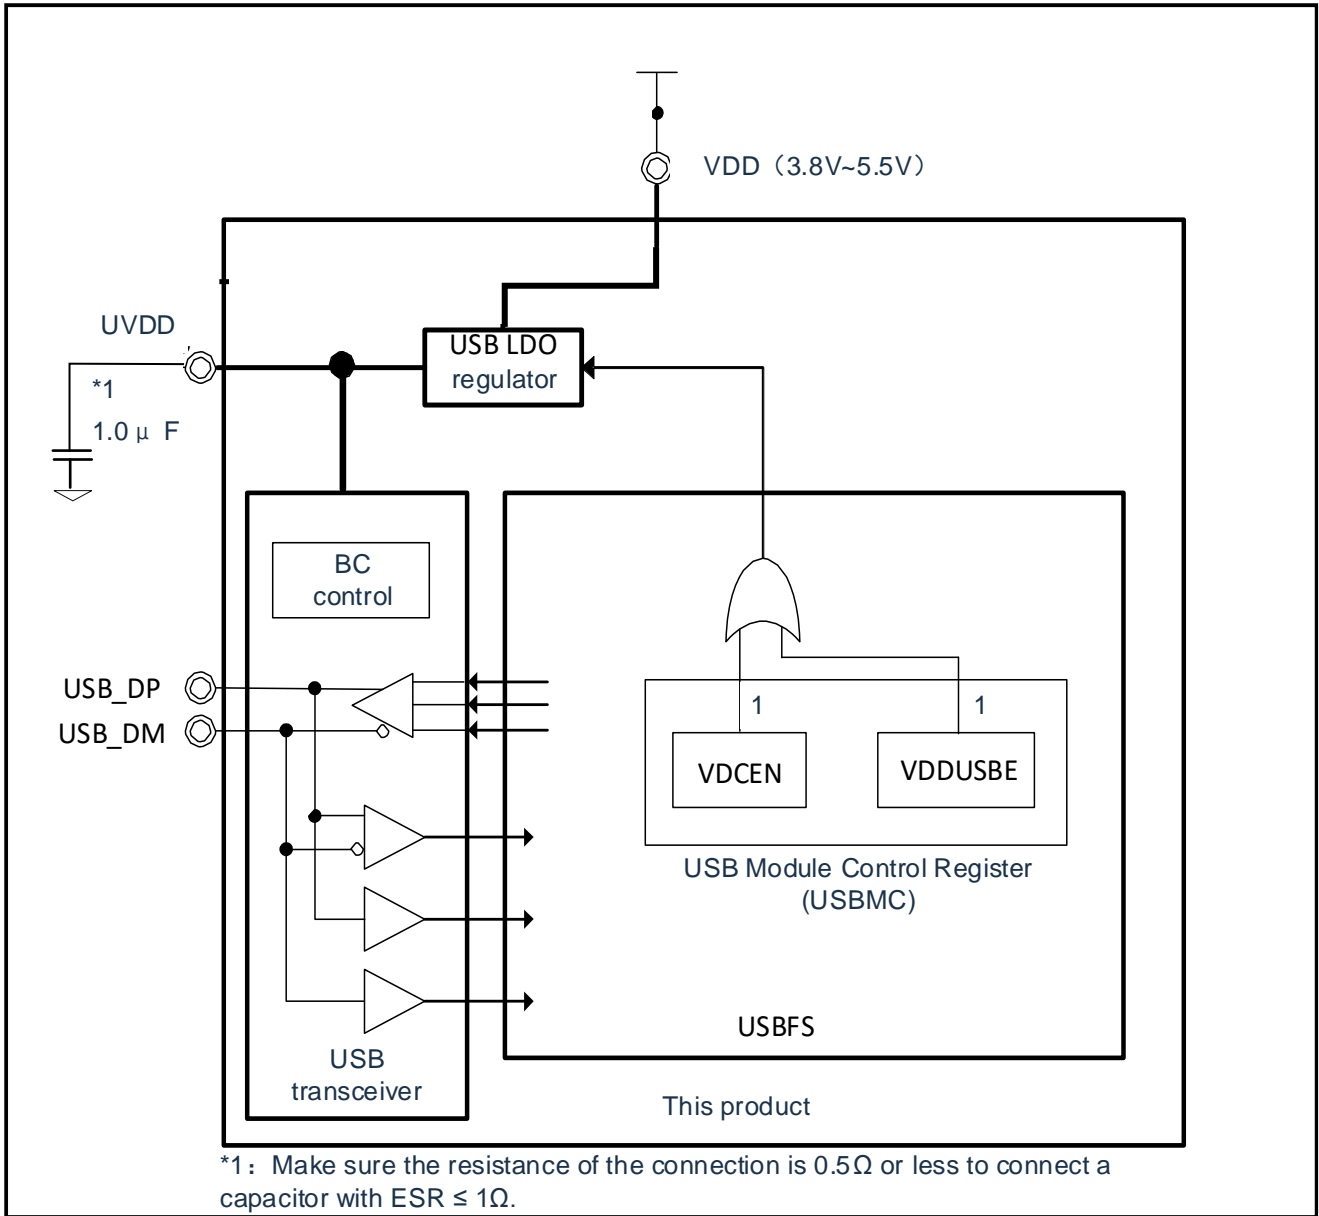 VDD（3.8V~5.5V）
UVDD
USB LDO
regulator
*1
1.0 μ F
BC
control
USB_DP
USB_DM
1
1
VDCEN
VDDUSBE
USB Module Control Register
(USBMC)
USBFS
USB
transceiver
This product
*1：Make sure the resistance of the connection is 0.5Ω or less to connect a
capacitor with ESR ≤ 1Ω.